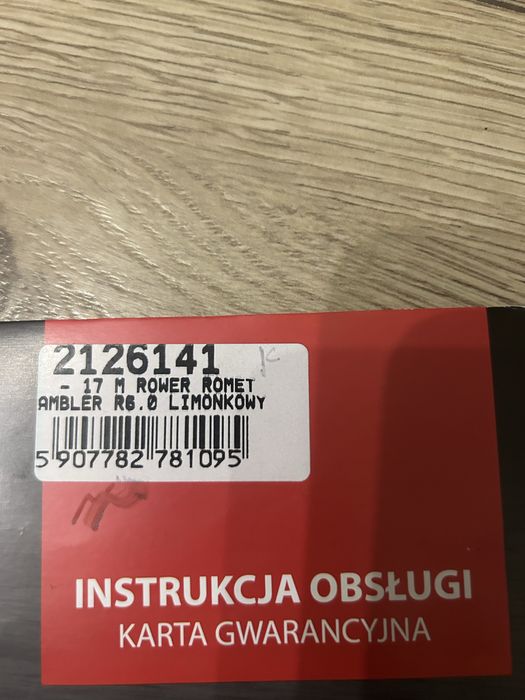 2126141
- 17 M ROWER ROMET
AMBLER R6.0 LIMONKOWY
5 907782 781095
INSTRUKCJA OBSŁUGI
KARTA GWARANCYJNA